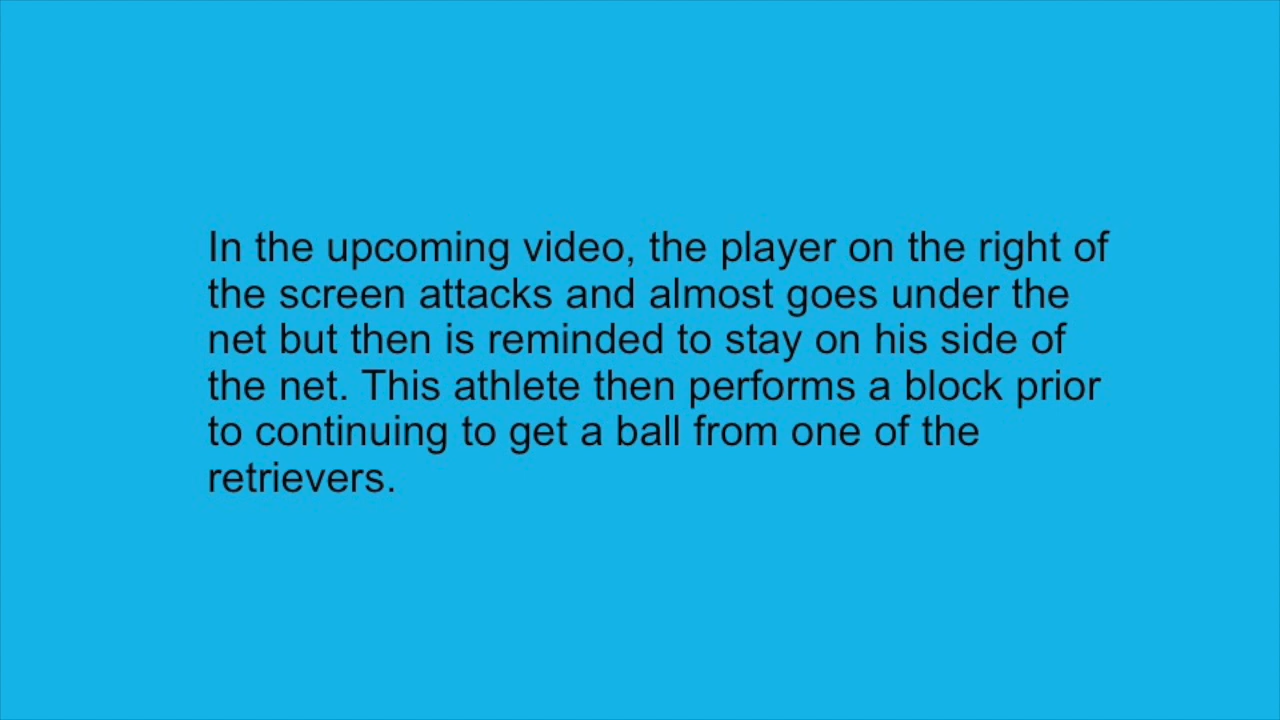 In the upcoming video, the player on the right of
the screen attacks and almost goes under the
net but then is reminded to stay on his side of
the net. This athlete then performs a block prior
to continuing to get a ball from one of the
retrievers.